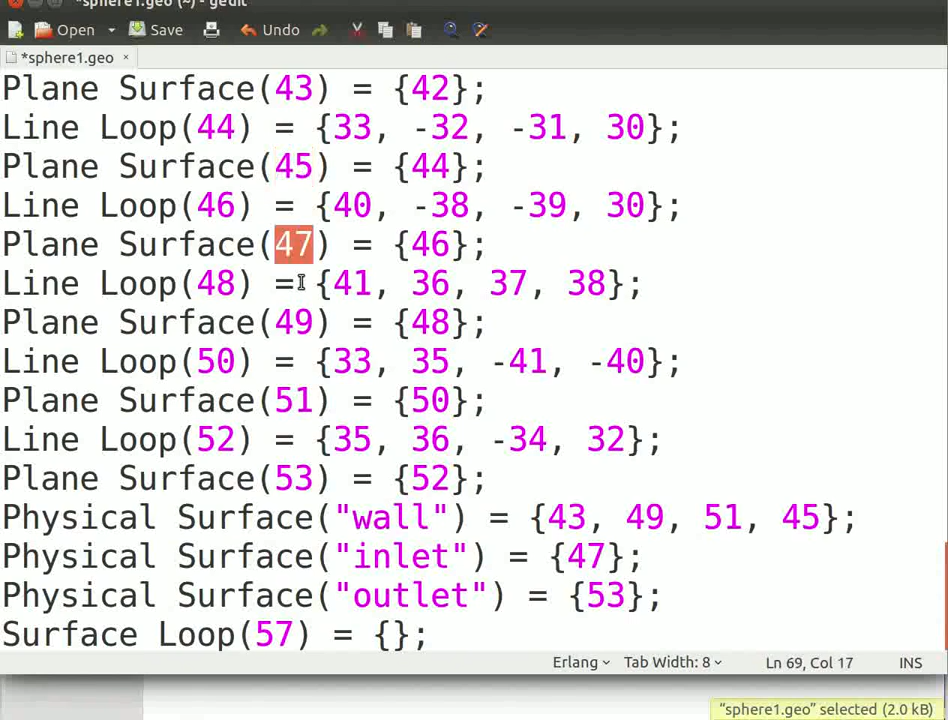 *sphere1.geo (~) - gedit
Open Save Undo
*sphere1.geo ×
Plane Surface(43) = {42};
Line Loop(44) = {33, -32, -31, 30};
Plane Surface(45) = {44};
Line Loop(46) = {40, -38, -39, 30};
Plane Surface(47) = {46};
Line Loop(48) = {41, 36, 37, 38};
Plane Surface(49) = {48};
Line Loop(50) = {33, 35, -41, -40};
Plane Surface(51) = {50};
Line Loop(52) = {35, 36, -34, 32};
Plane Surface(53) = {52};
Physical Surface("wall") = {43, 49, 51, 45};
Physical Surface("inlet") = {47};
Physical Surface("outlet") = {53};
Surface Loop(57) = {};
Erlang Tab Width: 8 Ln 69, Col 17 INS
"sphere1.geo" selected (2.0 kB)